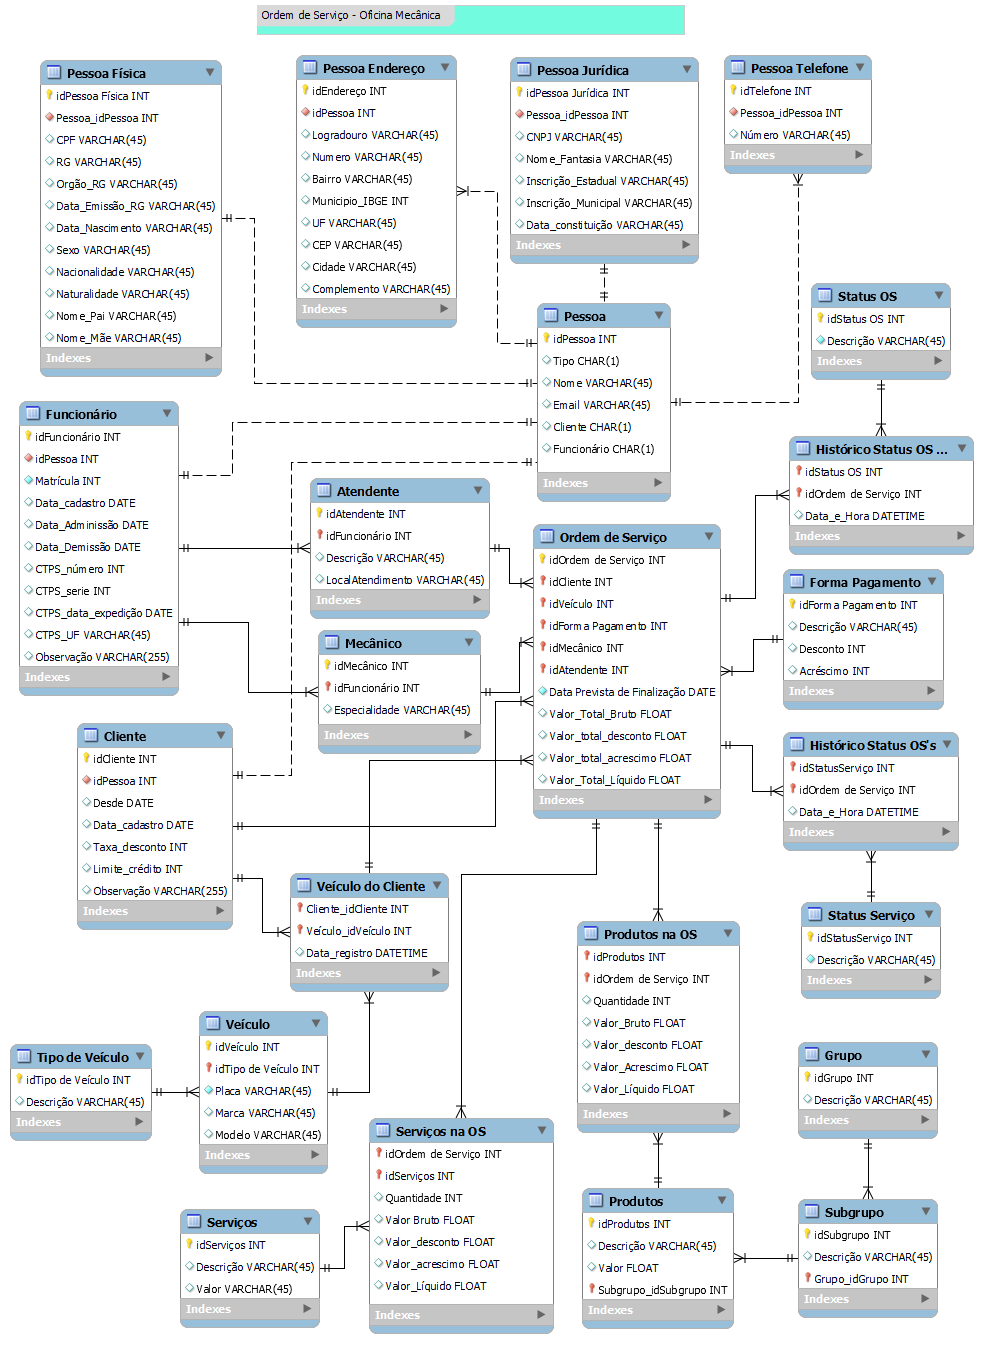 Ordem de Serviço - Oficina Mecânica
Pessoa Física
idPessoa Física INT
Pessoa_idPessoa INT
CPF VARCHAR(45)
RG VARCHAR(45)
Orgão_RG VARCHAR(45)
Data_Emissão_RG VARCHAR(45)
Data_Nascimento VARCHAR(45)
Sexo VARCHAR(45)
Nacionalidade VARCHAR(45)
Naturalidade VARCHAR(45)
Nome_Pai VARCHAR(45)
Nome_Mãe VARCHAR(45)
Indexes
Pessoa Endereço
idEndereço INT
idPessoa INT
Logradouro VARCHAR(45)
Numero VARCHAR(45)
Bairro VARCHAR(45)
Municipio_IBGE INT
UF VARCHAR(45)
CEP VARCHAR(45)
Cidade VARCHAR(45)
Complemento VARCHAR(45)
Indexes
Pessoa Jurídica
idPessoa Jurídica INT
Pessoa_idPessoa INT
CNPJ VARCHAR(45)
Nome_Fantasia VARCHAR(45)
Inscrição_Estadual VARCHAR(45)
Inscrição_Municipal VARCHAR(45)
Data_constituição VARCHAR(45)
Indexes
Pessoa Telefone
idTelefone INT
Pessoa_idPessoa INT
Número VARCHAR(45)
Indexes
Pessoa
idPessoa INT
Tipo CHAR(1)
Nome VARCHAR(45)
Email VARCHAR(45)
Cliente CHAR(1)
Funcionário CHAR(1)
Indexes
Status OS
idStatus OS INT
Descrição VARCHAR(45)
Indexes
Funcionário
idFuncionário INT
idPessoa INT
Matrícula INT
Data_cadastro DATE
Data_Adminissão DATE
Data_Demissão DATE
CTPS_número INT
CTPS_serie INT
CTPS_data_expedição DATE
CTPS_UF VARCHAR(45)
Observação VARCHAR(255)
Indexes
Atendente
idAtendente INT
idFuncionário INT
Descrição VARCHAR(45)
LocalAtendimento VARCHAR(45)
Indexes
Mecânico
idMecânico INT
idFuncionário INT
Especialidade VARCHAR(45)
Indexes
Ordem de Serviço
idOrdem de Serviço INT
idCliente INT
idVeículo INT
idForma Pagamento INT
idMecânico INT
idAtendente INT
Data Prevista de Finalização DATE
Valor_Total_Bruto FLOAT
Valor_total_desconto FLOAT
Valor_total_acrescimo FLOAT
Valor_Total_Líquido FLOAT
Indexes
Histórico Status OS ...
idStatus OS INT
idOrdem de Serviço INT
Data_e_Hora DATETIME
Indexes
Forma Pagamento
idForma Pagamento INT
Descrição VARCHAR(45)
Desconto INT
Acréscimo INT
Indexes
Histórico Status OS's
idStatusServiço INT
idOrdem de Serviço INT
Data_e_Hora DATETIME
Indexes
Cliente
idCliente INT
idPessoa INT
Desde DATE
Data_cadastro DATE
Taxa_desconto INT
Limite_crédito INT
Observação VARCHAR(255)
Indexes
Veículo do Cliente
Cliente_idCliente INT
Veículo_idVeículo INT
Data_registro DATETIME
Indexes
Status Serviço
idStatusServiço INT
Descrição VARCHAR(45)
Indexes
Produtos na OS
idProdutos INT
idOrdem de Serviço INT
Quantidade INT
Valor_Bruto FLOAT
Valor_desconto FLOAT
Valor_Acrescimo FLOAT
Valor_Líquido FLOAT
Indexes
Tipo de Veículo
idTipo de Veículo INT
Descrição VARCHAR(45)
Indexes
Veículo
idVeículo INT
idTipo de Veículo INT
Placa VARCHAR(45)
Marca VARCHAR(45)
Modelo VARCHAR(45)
Indexes
Grupo
idGrupo INT
Descrição VARCHAR(45)
Indexes
Serviços na OS
idOrdem de Serviço INT
idServiços INT
Quantidade INT
Valor Bruto FLOAT
Valor_desconto FLOAT
Valor_acrescimo FLOAT
Valor_Líquido FLOAT
Indexes
Serviços
idServiços INT
Descrição VARCHAR(45)
Valor VARCHAR(45)
Indexes
Produtos
idProdutos INT
Descrição VARCHAR(45)
Valor FLOAT
Subgrupo_idSubgrupo INT
Indexes
Subgrupo
idSubgrupo INT
Descrição VARCHAR(45)
Grupo_idGrupo INT
Indexes